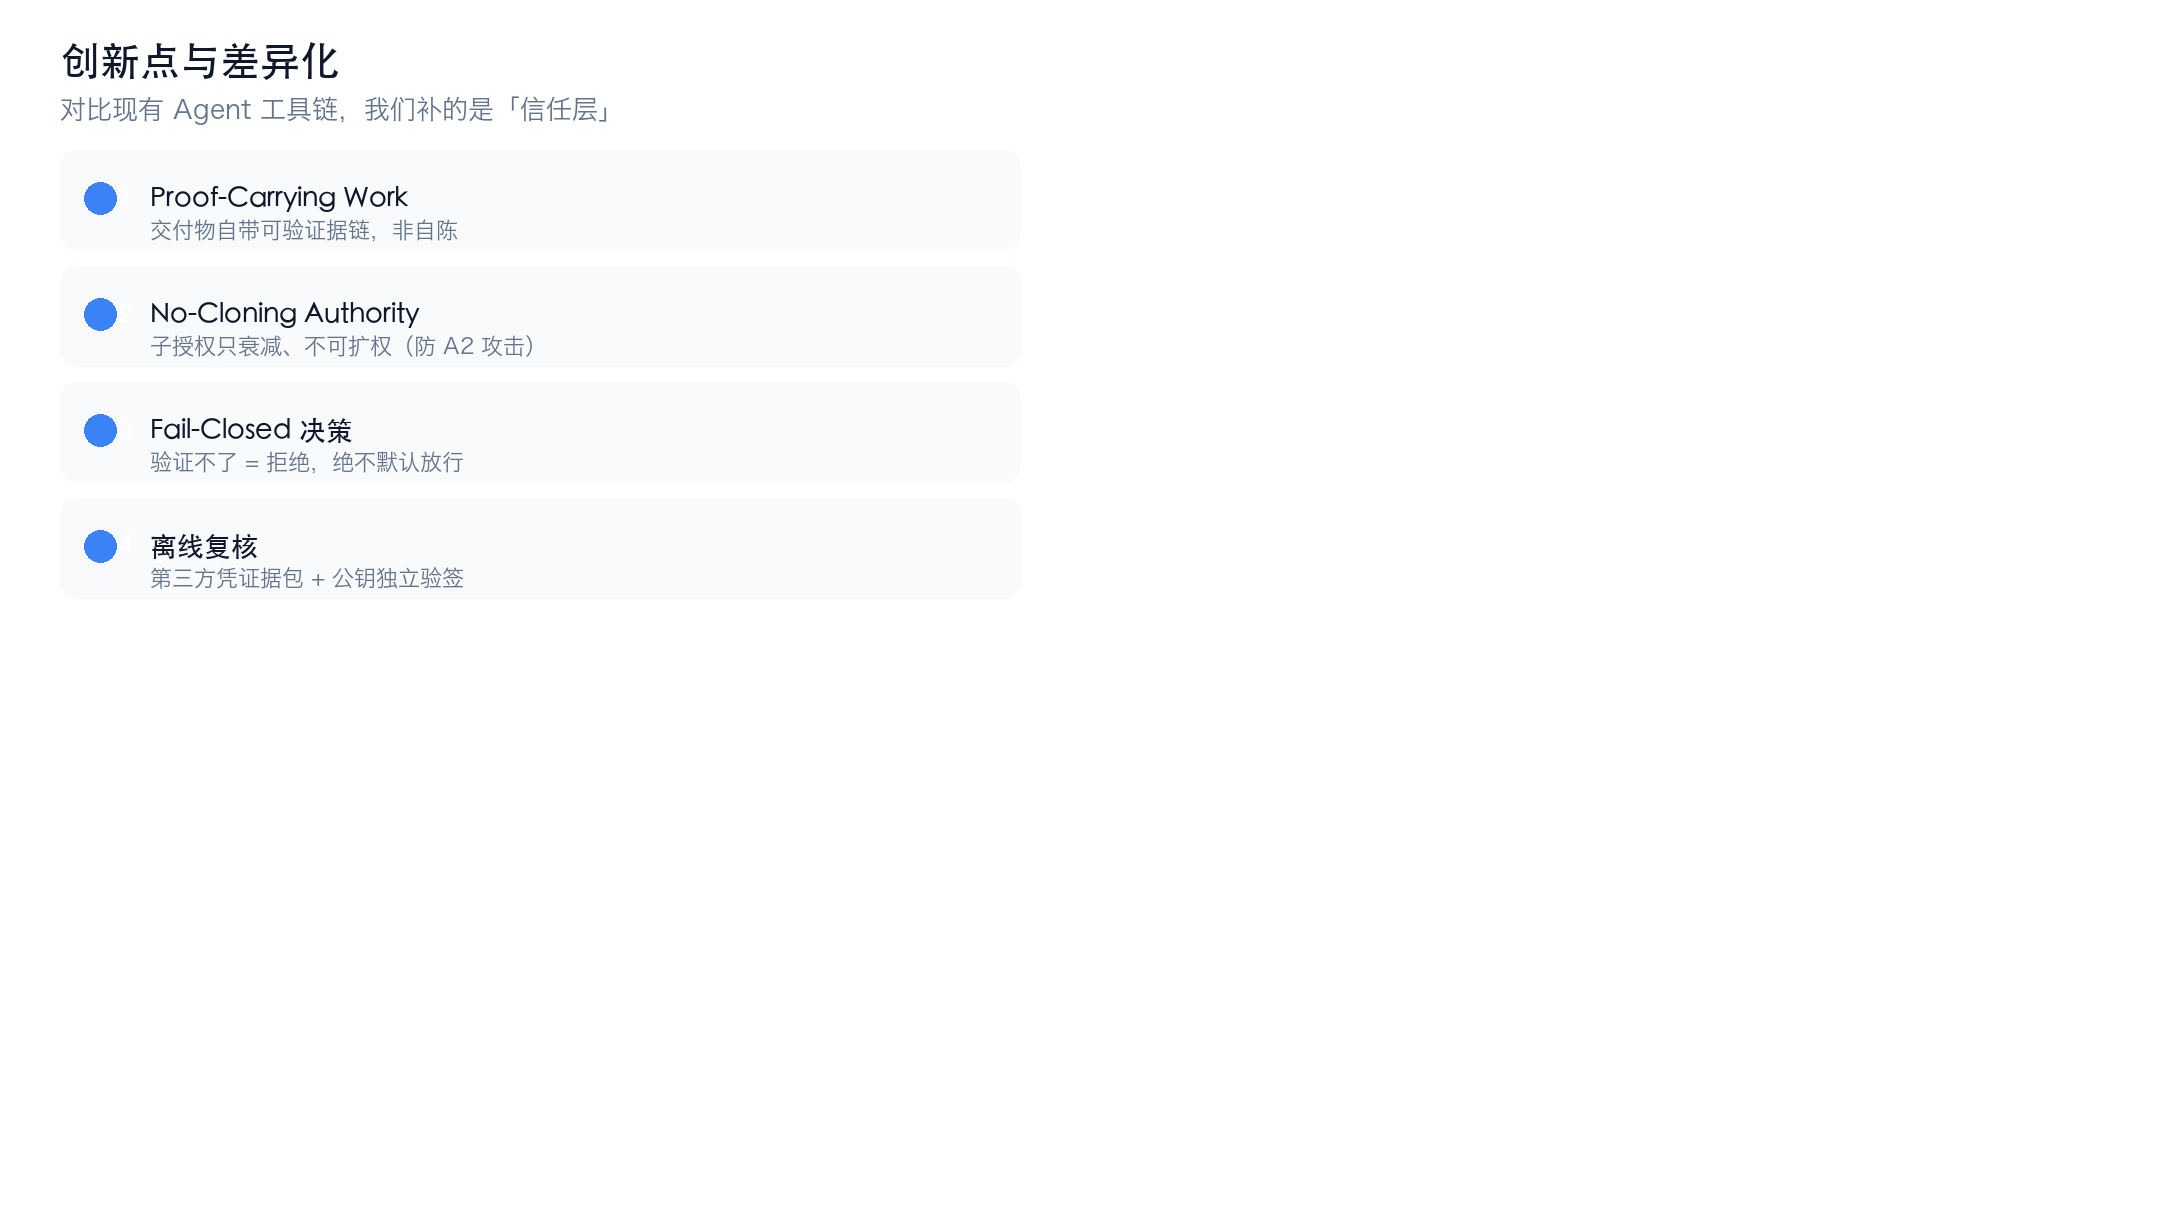 创新点与差异化
对比现有 Agent 工具链，我们补的是「信任层」
Proof-Carrying Work
交付物自带可验证据链，非自陈
2 No-Cloning Authority
子授权只衰减、不可扩权（防 A2 攻击）
3 Fail-Closed 决策
验证不了 = 拒绝，绝不默认放行
4 离线复核
第三方凭证据包 + 公钥独立验签